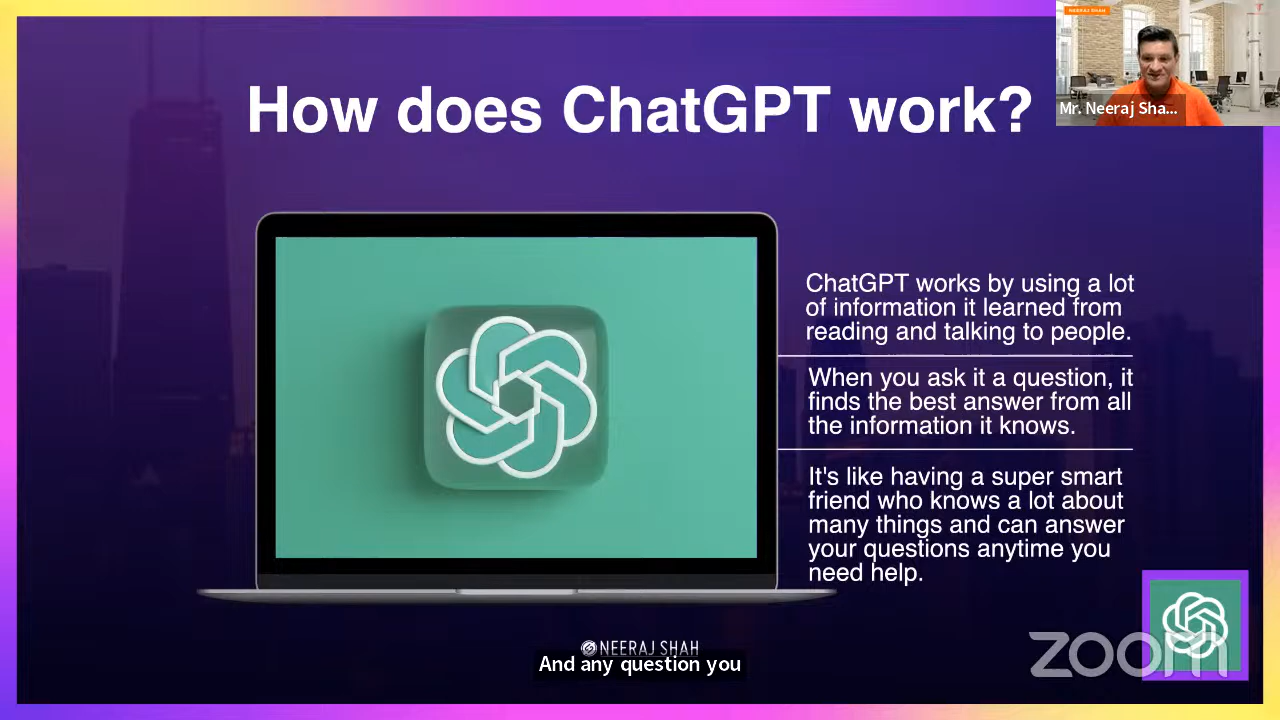 NEERAJ SHAH
How does ChatGPT work?
Mr. Neeraj Sha...
ChatGPT works by using a lot
of information it learned from
reading and talking to people.
When you ask it a question, it
finds the best answer from all
the information it knows.
It's like having a super smart
friend who knows a lot about
many things and can answer
your questions anytime you
need help.
NEERAJ SHAH
And any question you
zoom